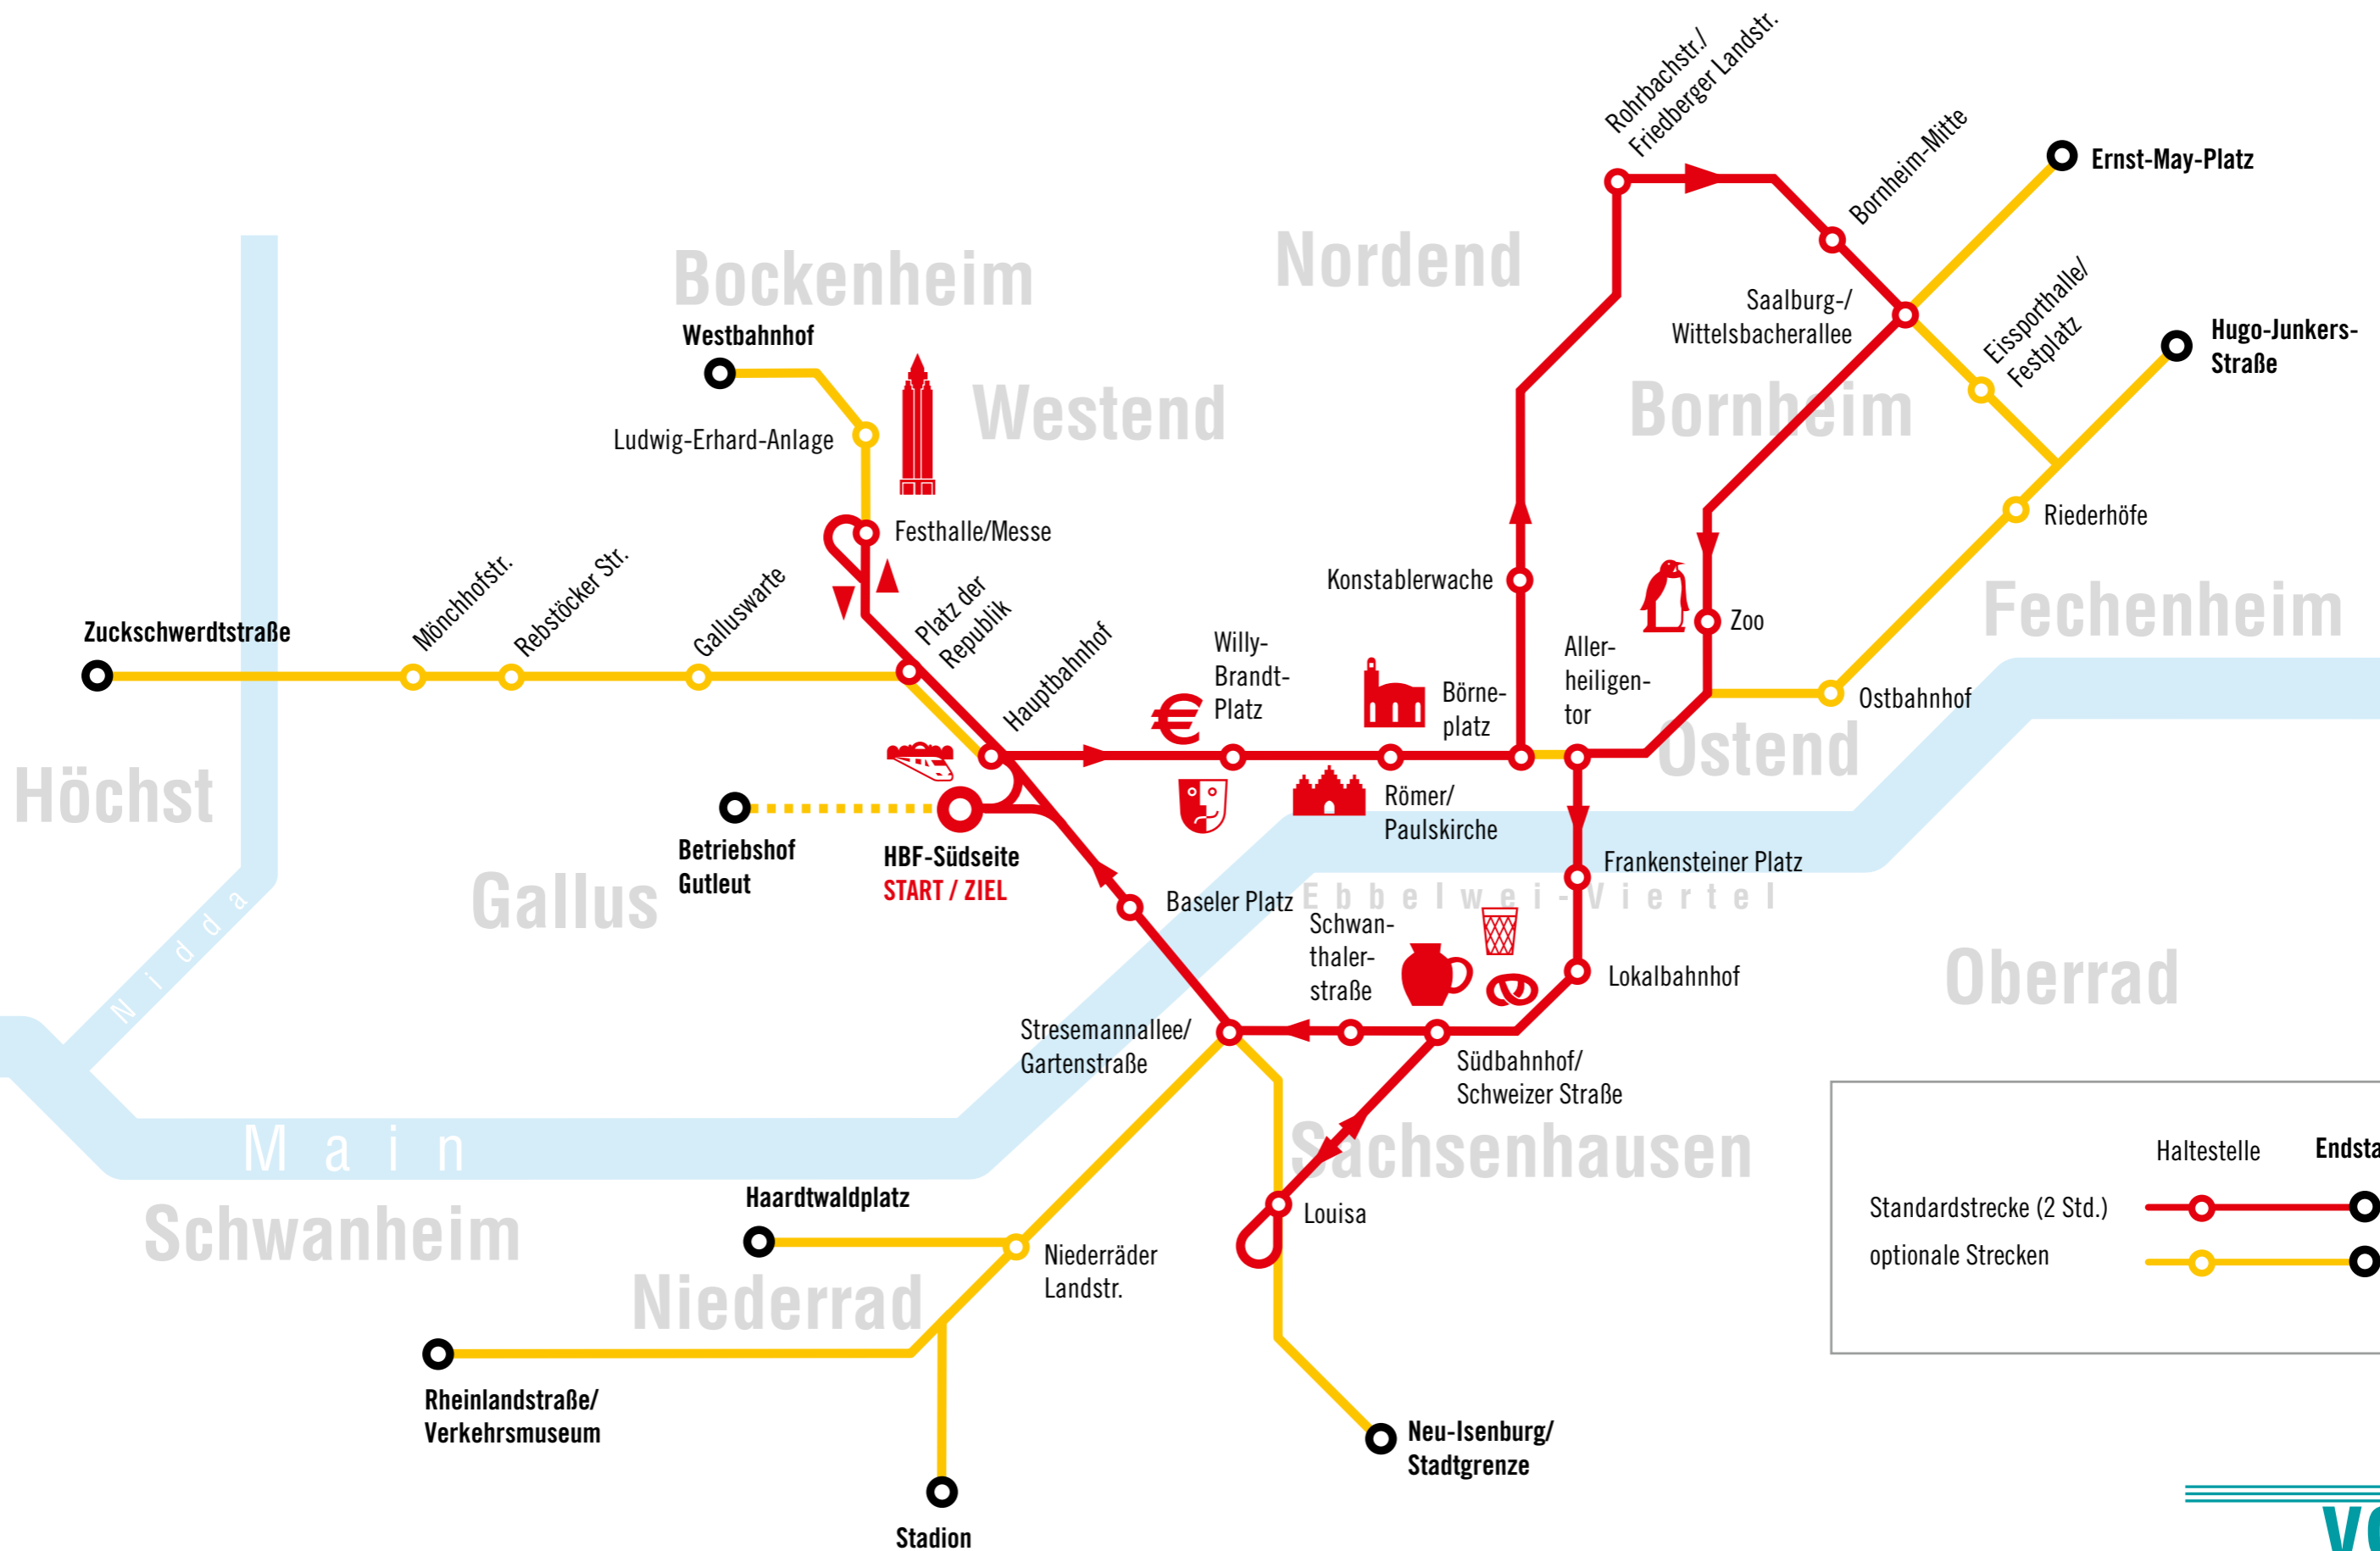 Rohrbachstr./
Friedberger Landstr.
Bornheim-Mitte
Ernst-May-Platz
Nordend
Bockenheim
Saalburg-/
Wittelsbacherallee
Eissporthalle/
Festplatz
Hugo-Junkers-
Straße
Westbahnhof
Westend
Bornheim
Ludwig-Erhard-Anlage
Festhalle/Messe
Riederhöfe
Konstablerwache
Fechenheim
Zuckschwerdtstraße
Mönchhofstr.
Rebstöcker Str.
Galluswarte
Platz der
Republik
Hauptbahnhof
Willy-
Brandt-
Platz
Börne-
platz
Aller-
heiligen-
tor
Zoo
Ostbahnhof
Ostend
Höchst
Römer/
Paulskirche
Betriebshof
Gutleut
HBF-Südseite
START / ZIEL
Gallus
Frankensteiner Platz
Ebbelwei-Viertel
Baseler Platz
Schwan-
thaler-
straße
Nidda
Lokalbahnhof
Oberrad
Stresemannallee/
Gartenstraße
Südbahnhof/
Schweizer Straße
Main
Sachsenhausen
Haardtwaldplatz
Schwanheim
Louisa
Niederräder
Landstr.
Niederrad
Rheinlandstraße/
Verkehrsmuseum
Neu-Isenburg/
Stadtgrenze
Stadion
Haltestelle
Standardstrecke (2 Std.)
optionale Strecken